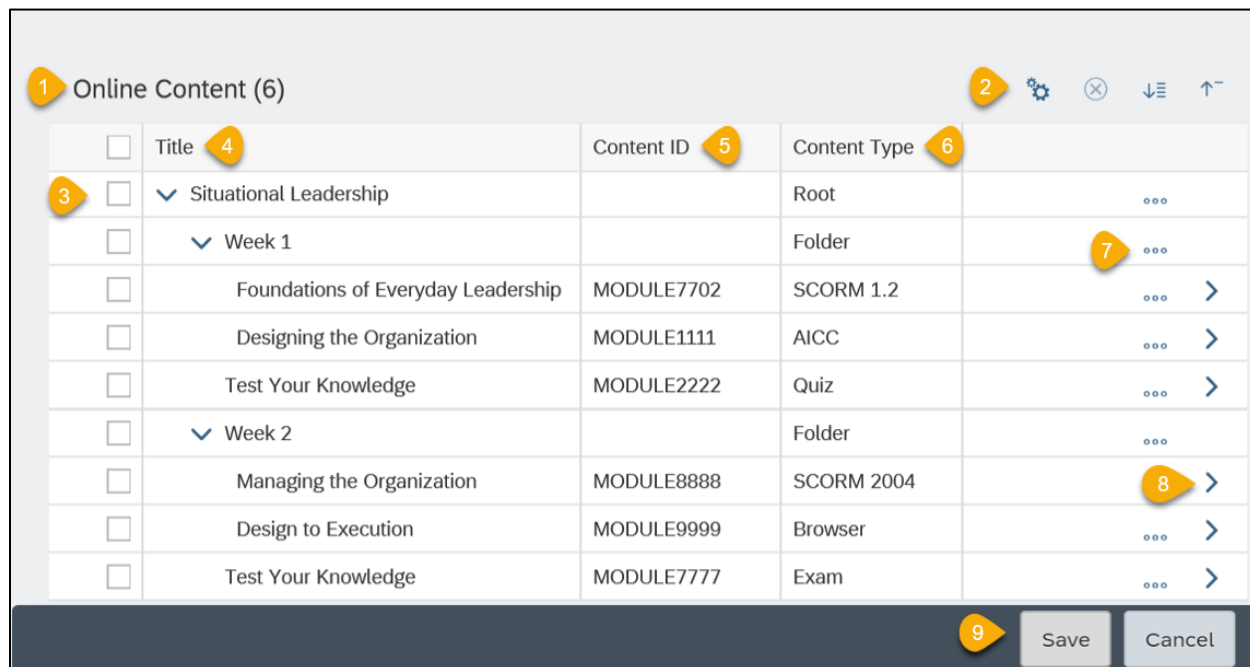 1 Online Content (6) 2
Title 4 Content ID 5 Content Type 6
3 Situational Leadership Root
Week 1 Folder 7
Foundations of Everyday Leadership MODULE7702 SCORM 1.2
Designing the Organization MODULE1111 AICC
Test Your Knowledge MODULE2222 Quiz
Week 2 Folder
Managing the Organization MODULE8888 SCORM 2004 8
Design to Execution MODULE9999 Browser
Test Your Knowledge MODULE7777 Exam
9 Save Cancel